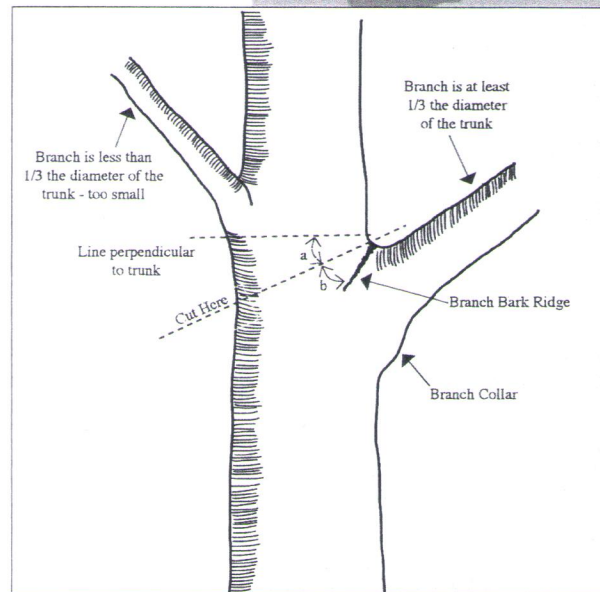 Branch is at least
1/3 the diameter
of the trunk
Branch is less than
1/3 the diameter of the
trunk - too small
Line perpendicular
to trunk
a
b
Cut Here
Branch Bark Ridge
Branch Collar